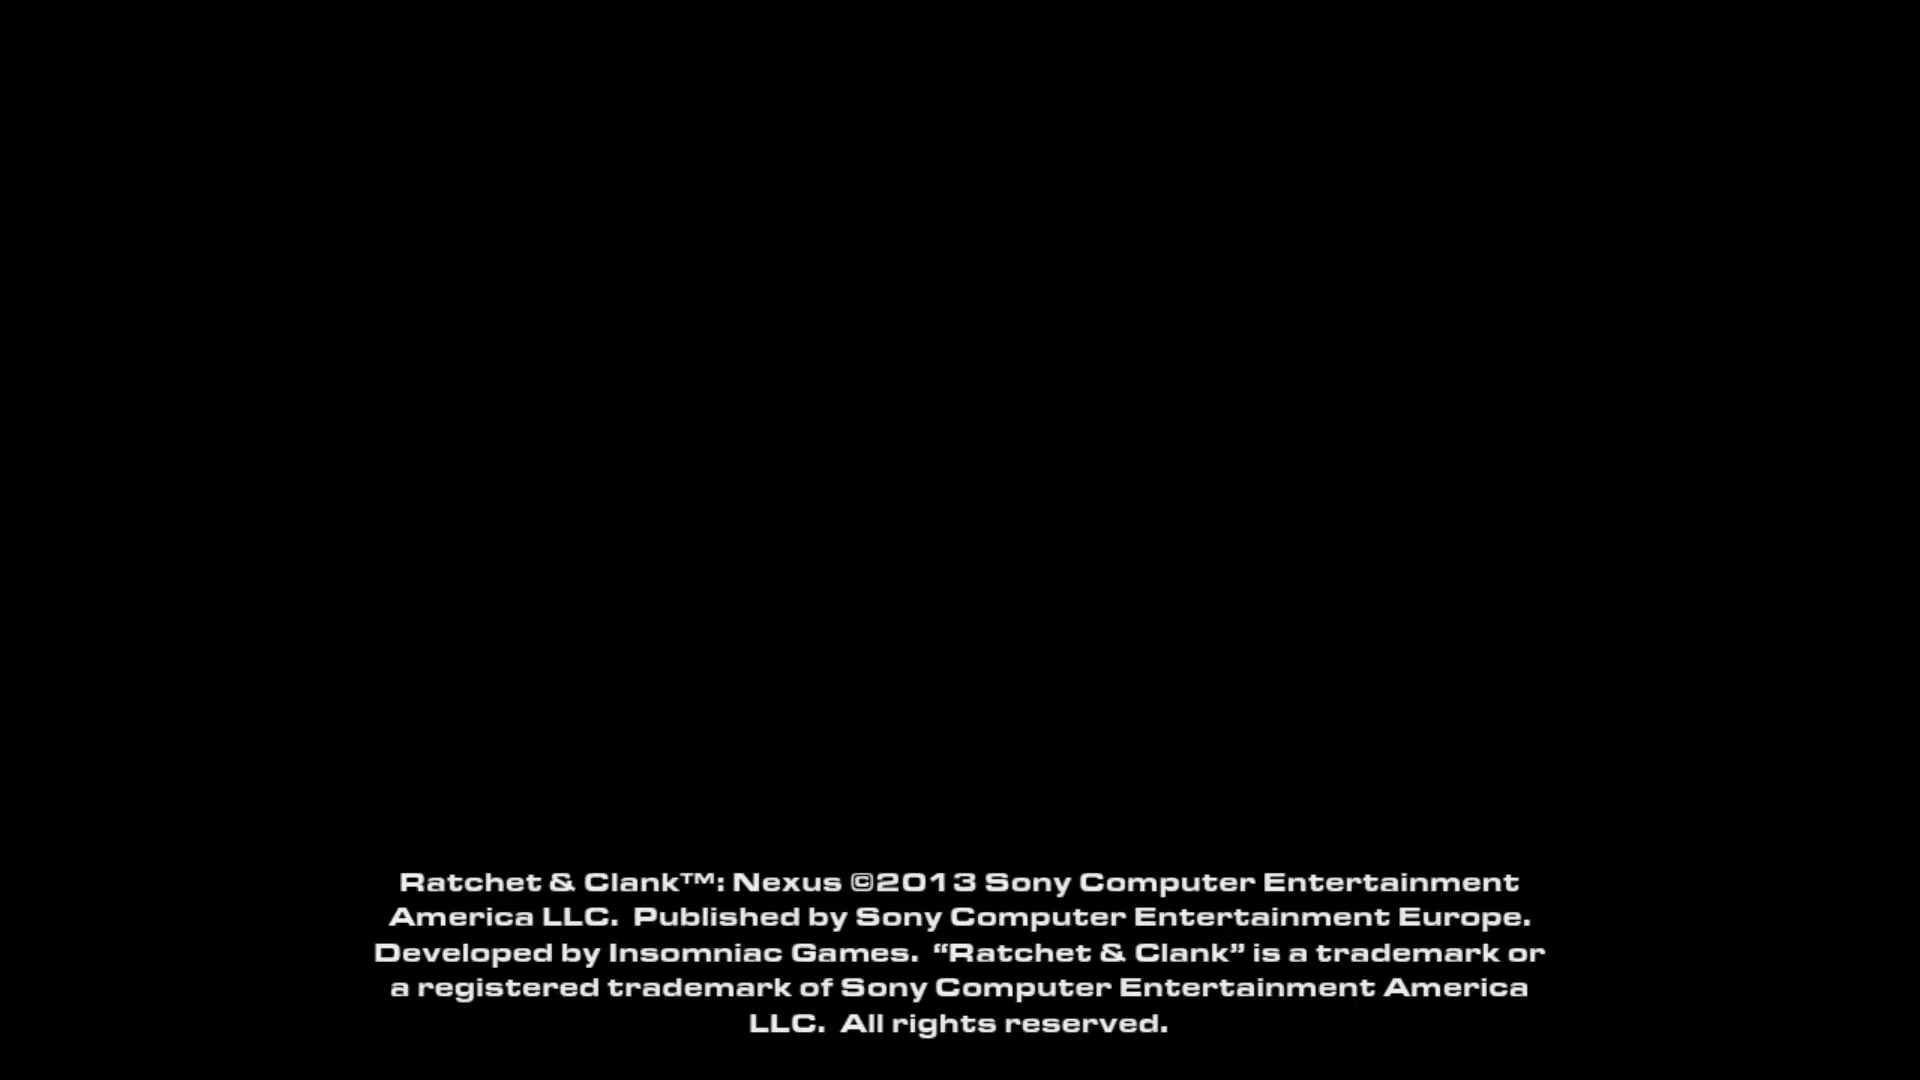 Ratchet & Clank™: Nexus ©2013 Sony Computer Entertainment
America LLC.  Published by Sony Computer Entertainment Europe.
Developed by Insomniac Games.  “Ratchet & Clank” is a trademark or
a registered trademark of Sony Computer Entertainment America
LLC.  All rights reserved.